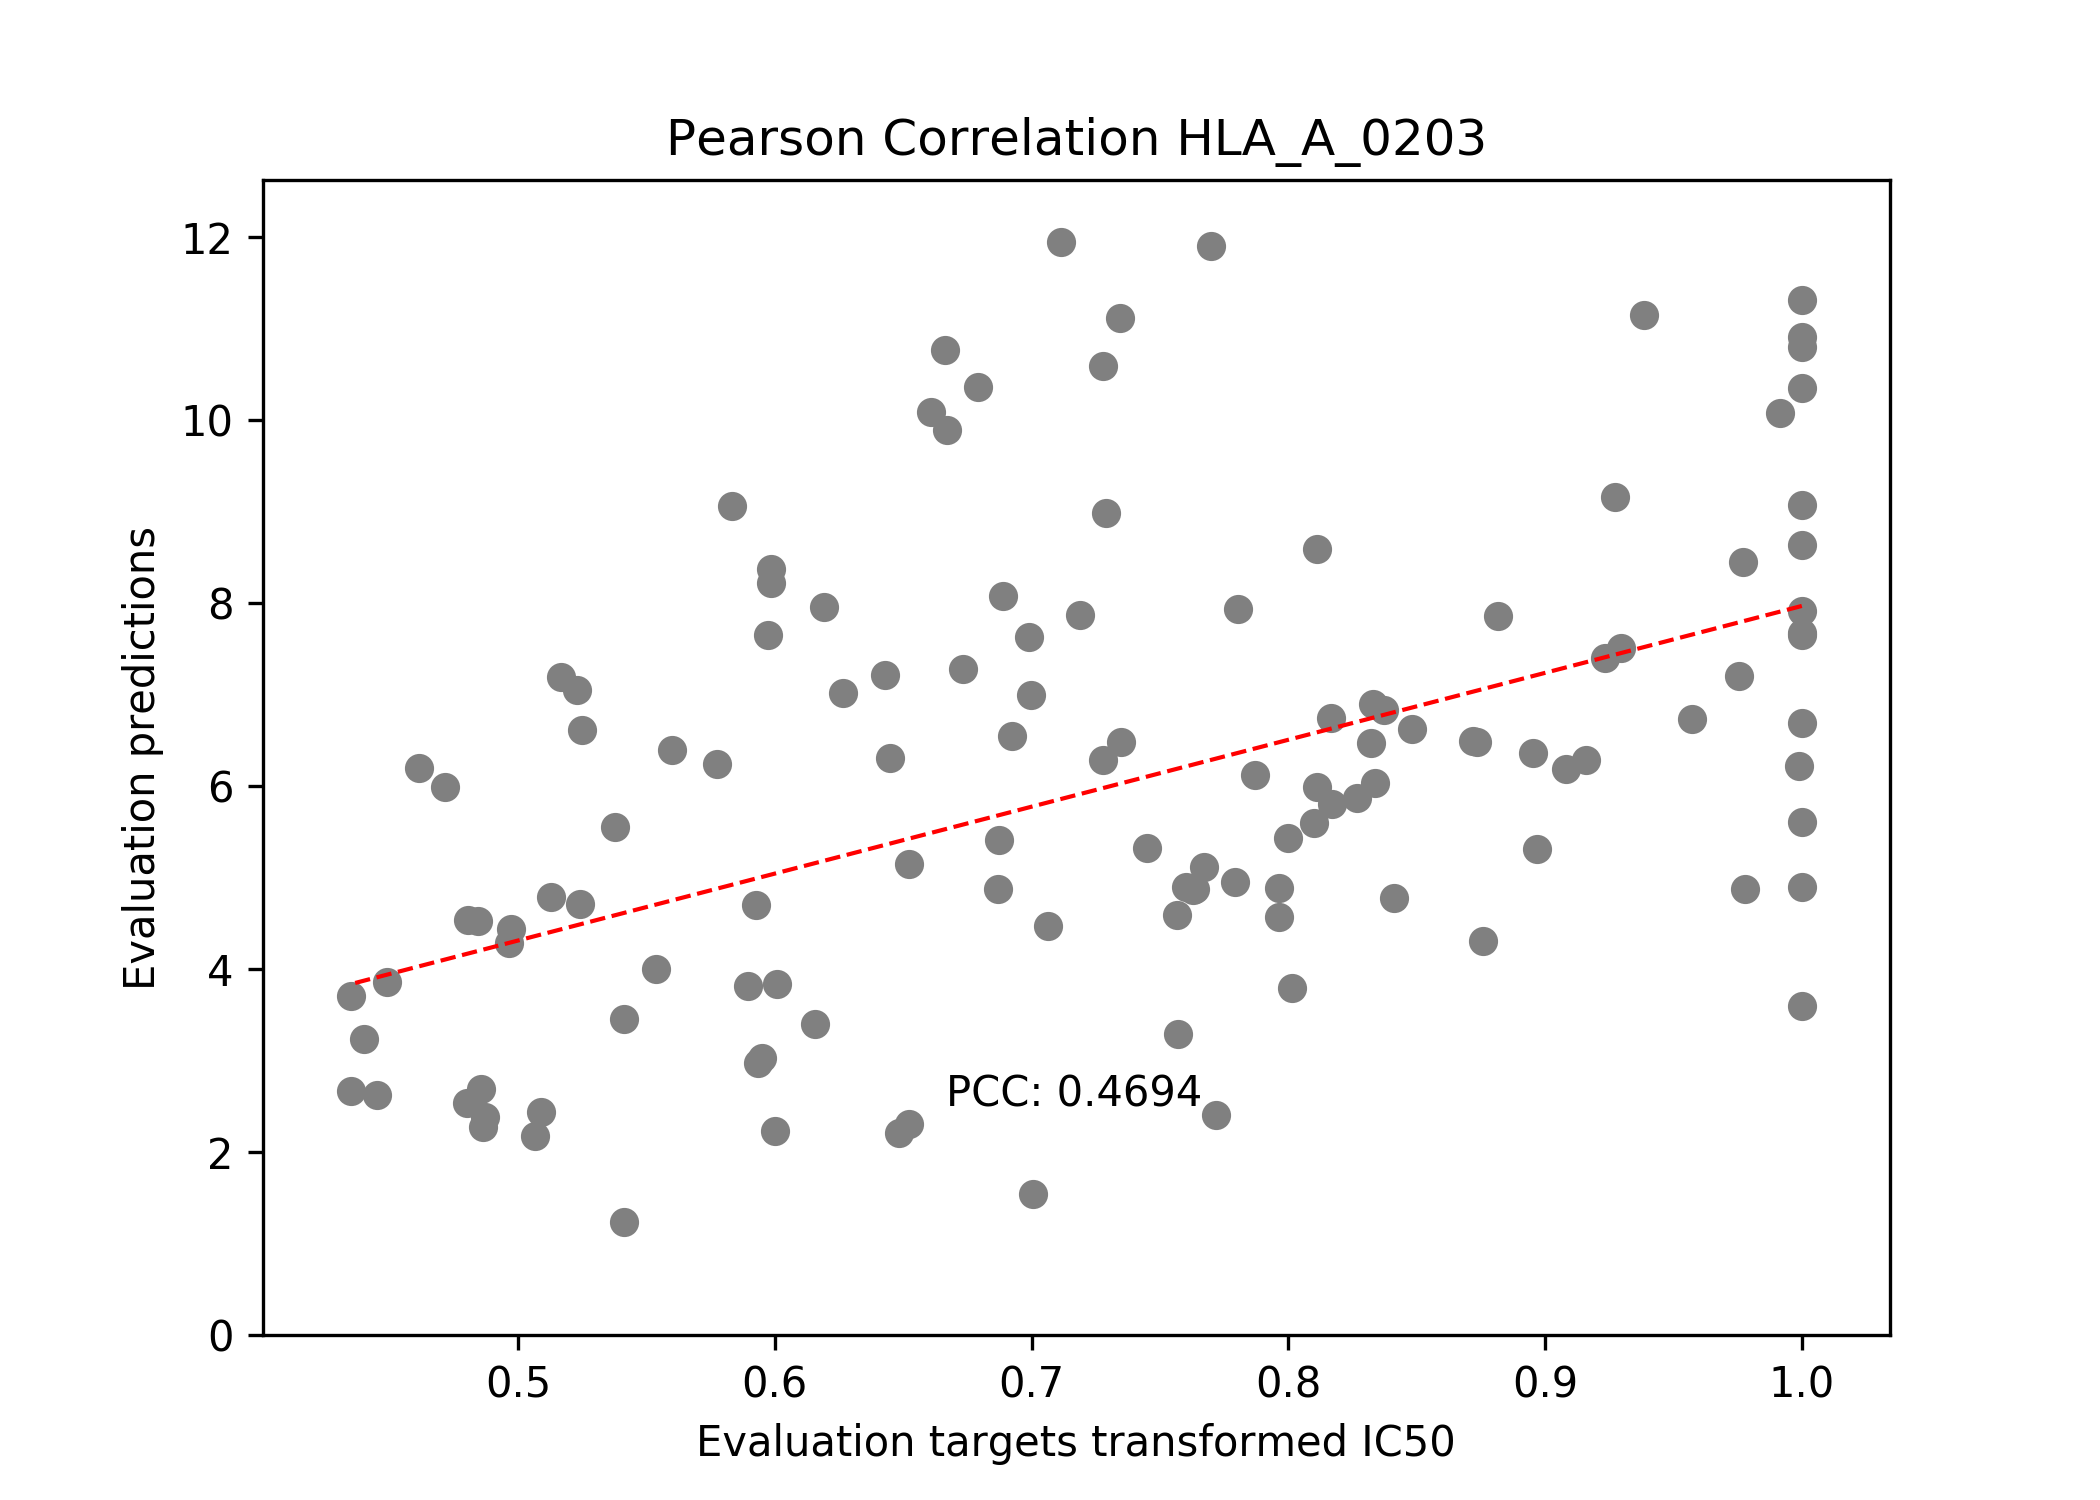 Pearson Correlation HLA_A_0203
12
10
8
6
4
2
0
Evaluation predictions
PCC: 0.4694
0.5 0.6 0.7 0.8 0.9 1.0
Evaluation targets transformed IC50